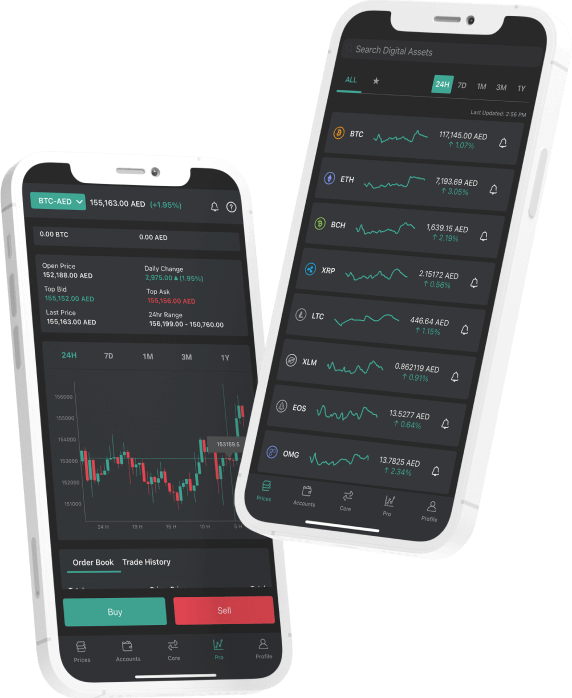 Search Digital Assets
ALL ★ 24H 7D 1M 3M 1Y
Last Updated: 2:56 PM
BTC 117,145.00 AED
↑ 1.07%
ETH 7,193.69 AED
↑ 3.05%
BCH 1,639.15 AED
↑ 2.19%
XRP 2.15172 AED
↑ 0.56%
LTC 446.64 AED
↑ 1.15%
XLM 0.862119 AED
↑ 0.91%
EOS 13.5277 AED
↑ 0.64%
OMG 13.7825 AED
↑ 2.34%
Prices Accounts Core Pro Profile
BTC-AED 155,163.00 AED (+1.95%)
0.00 BTC 0.00 AED
Open Price Daily Change
152,188.00 AED 2,975.00 ▲ (1.95%)
Top Bid Top Ask
155,152.00 AED 155,156.00 AED
Last Price 24hr Range
155,163.00 AED 156,199.00 - 150,760.00
24H 7D 1M 3M 1Y
156000
155000
154000
153159.5
153000
152000
151000
24 H 19 H 15 H 10 H 5 H
Order Book Trade History
Buy Sell
Prices Accounts Core Pro Profile